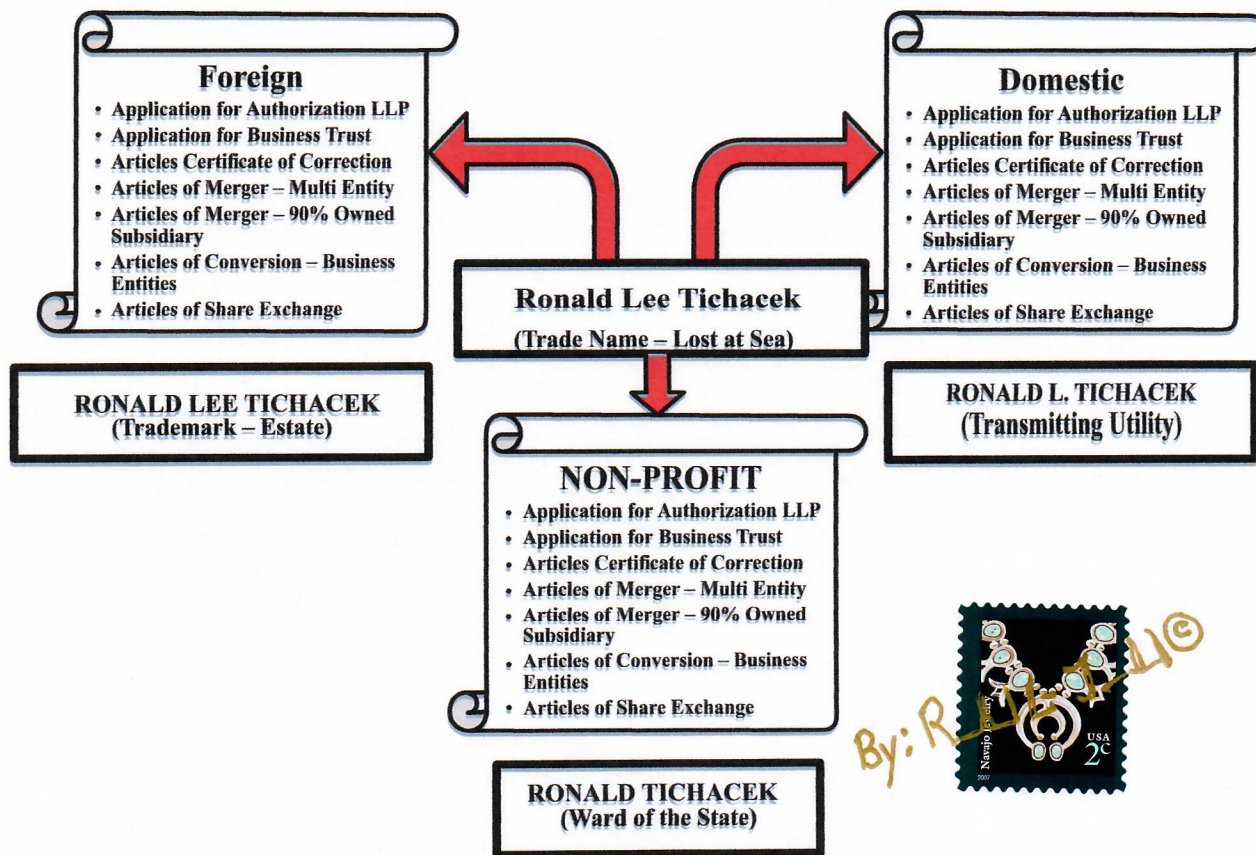 Foreign
• Application for Authorization LLP
• Application for Business Trust
• Articles Certificate of Correction
• Articles of Merger – Multi Entity
• Articles of Merger – 90% Owned
Subsidiary
• Articles of Conversion – Business
Entities
• Articles of Share Exchange
Domestic
• Application for Authorization LLP
• Application for Business Trust
• Articles Certificate of Correction
• Articles of Merger – Multi Entity
• Articles of Merger – 90% Owned
Subsidiary
• Articles of Conversion – Business
Entities
• Articles of Share Exchange
Ronald Lee Tichacek
(Trade Name – Lost at Sea)
RONALD LEE TICHACEK
(Trademark – Estate)
RONALD L. TICHACEK
(Transmitting Utility)
NON-PROFIT
• Application for Authorization LLP
• Application for Business Trust
• Articles Certificate of Correction
• Articles of Merger – Multi Entity
• Articles of Merger – 90% Owned
Subsidiary
• Articles of Conversion – Business
Entities
• Articles of Share Exchange
RONALD TICHACEK
(Ward of the State)
By: ©
Navajo Jewelry
USA
2c
2007